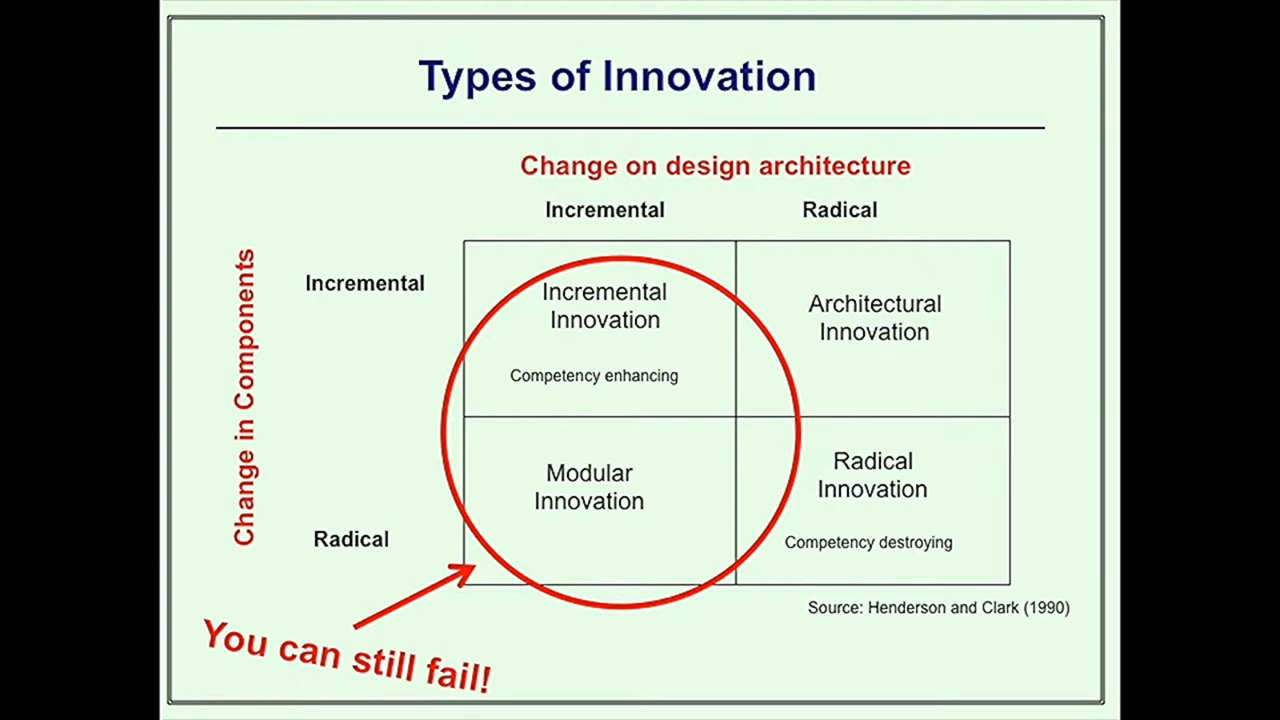 Types of Innovation
Change on design architecture
Incremental
Radical
Change in Components
Incremental
Incremental
Innovation
Competency enhancing
Architectural
Innovation
Radical
Modular
Innovation
Radical
Innovation
Competency destroying
Source: Henderson and Clark (1990)
You can still fail!